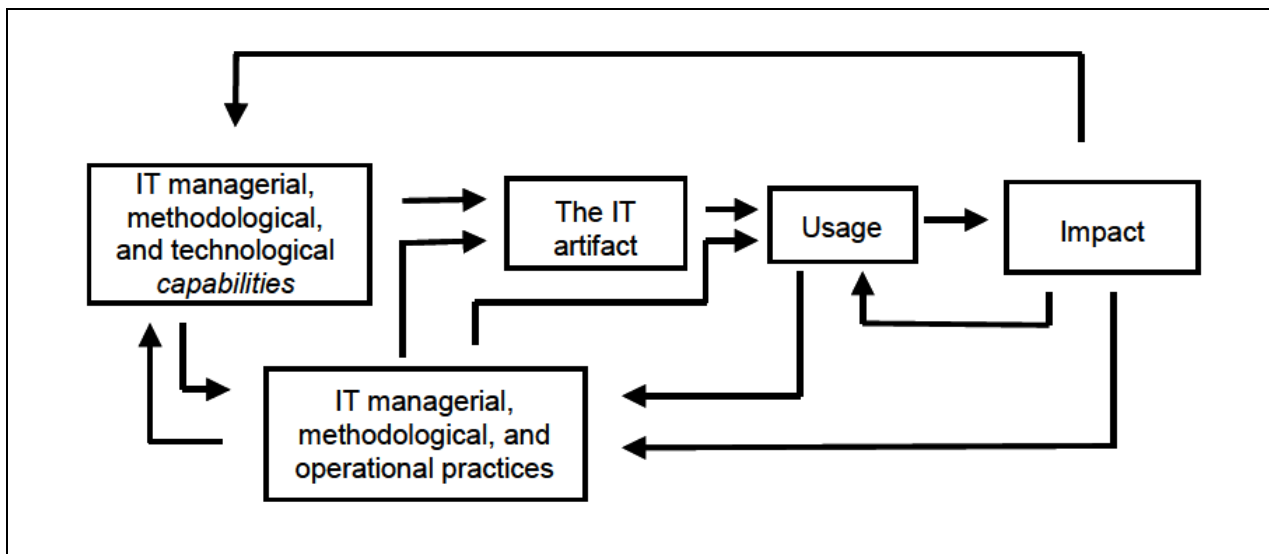 IT managerial,
methodological,
and technological
capabilities
The IT
artifact
Usage
Impact
IT managerial,
methodological, and
operational practices